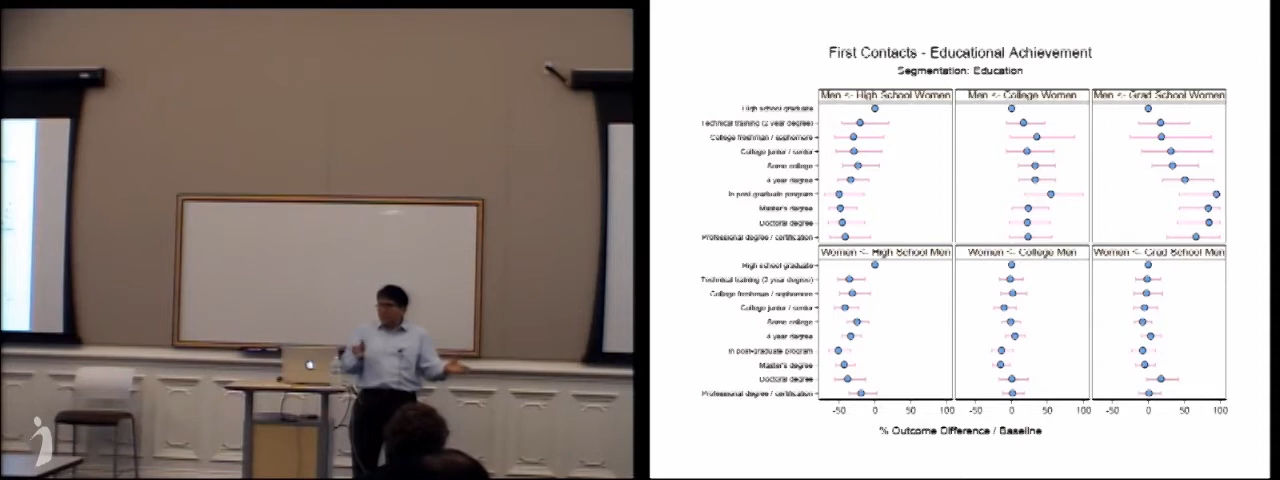 First Contacts - Educational Achievement
Segmentation: Education
Men <- High School Women
Men <- College Women
Men <- Grad School Women
High school graduate
Technical training (2 year degree)
College freshman / sophomore
College junior / senior
Some college
4 year degree
In post-graduate program
Master's degree
Doctoral degree
Professional degree / certification
Women <- High School Men
Women <- College Men
Women <- Grad School Men
High school graduate
Technical training (2 year degree)
College freshman / sophomore
College junior / senior
Some college
4 year degree
In post-graduate program
Master's degree
Doctoral degree
Professional degree / certification
-50 0 50 100
-50 0 50 100
-50 0 50 100
% Outcome Difference / Baseline